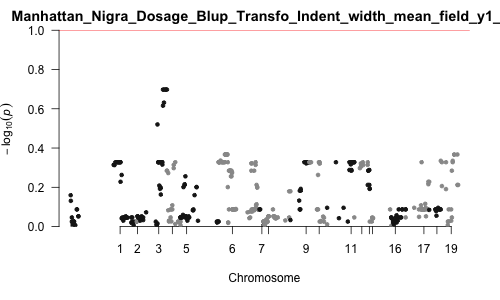 Manhattan_Nigra_Dosage_Blup_Transfo_Indent_width_mean_field_y1_
1.0
0.8
0.6
0.4
0.2
0.0
− log₁₀(p)
1 2 3 5 6 7 9 11 16 17 19
Chromosome